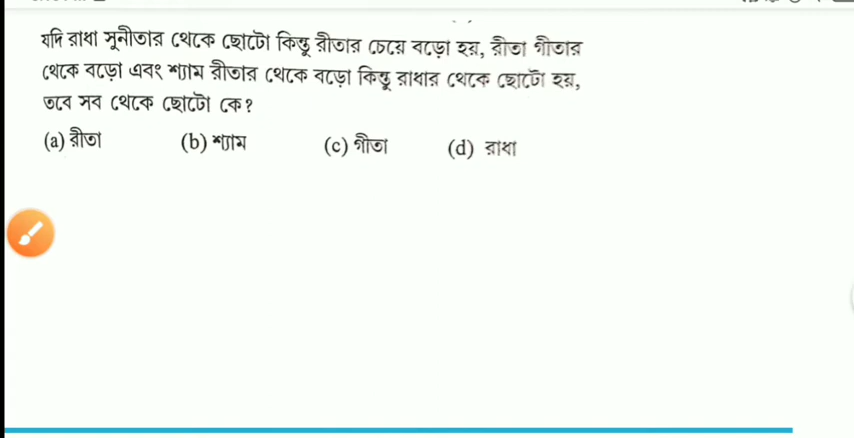 যদি রাধা সুনীতার থেকে ছোটো কিন্তু রীতার চেয়ে বড়ো হয়, রীতা গীতার
থেকে বড়ো এবং শ্যাম রীতার থেকে বড়ো কিন্তু রাধার থেকে ছোটো হয়,
তবে সব থেকে ছোটো কে?
(a) রীতা (b) শ্যাম (c) গীতা (d) রাধা